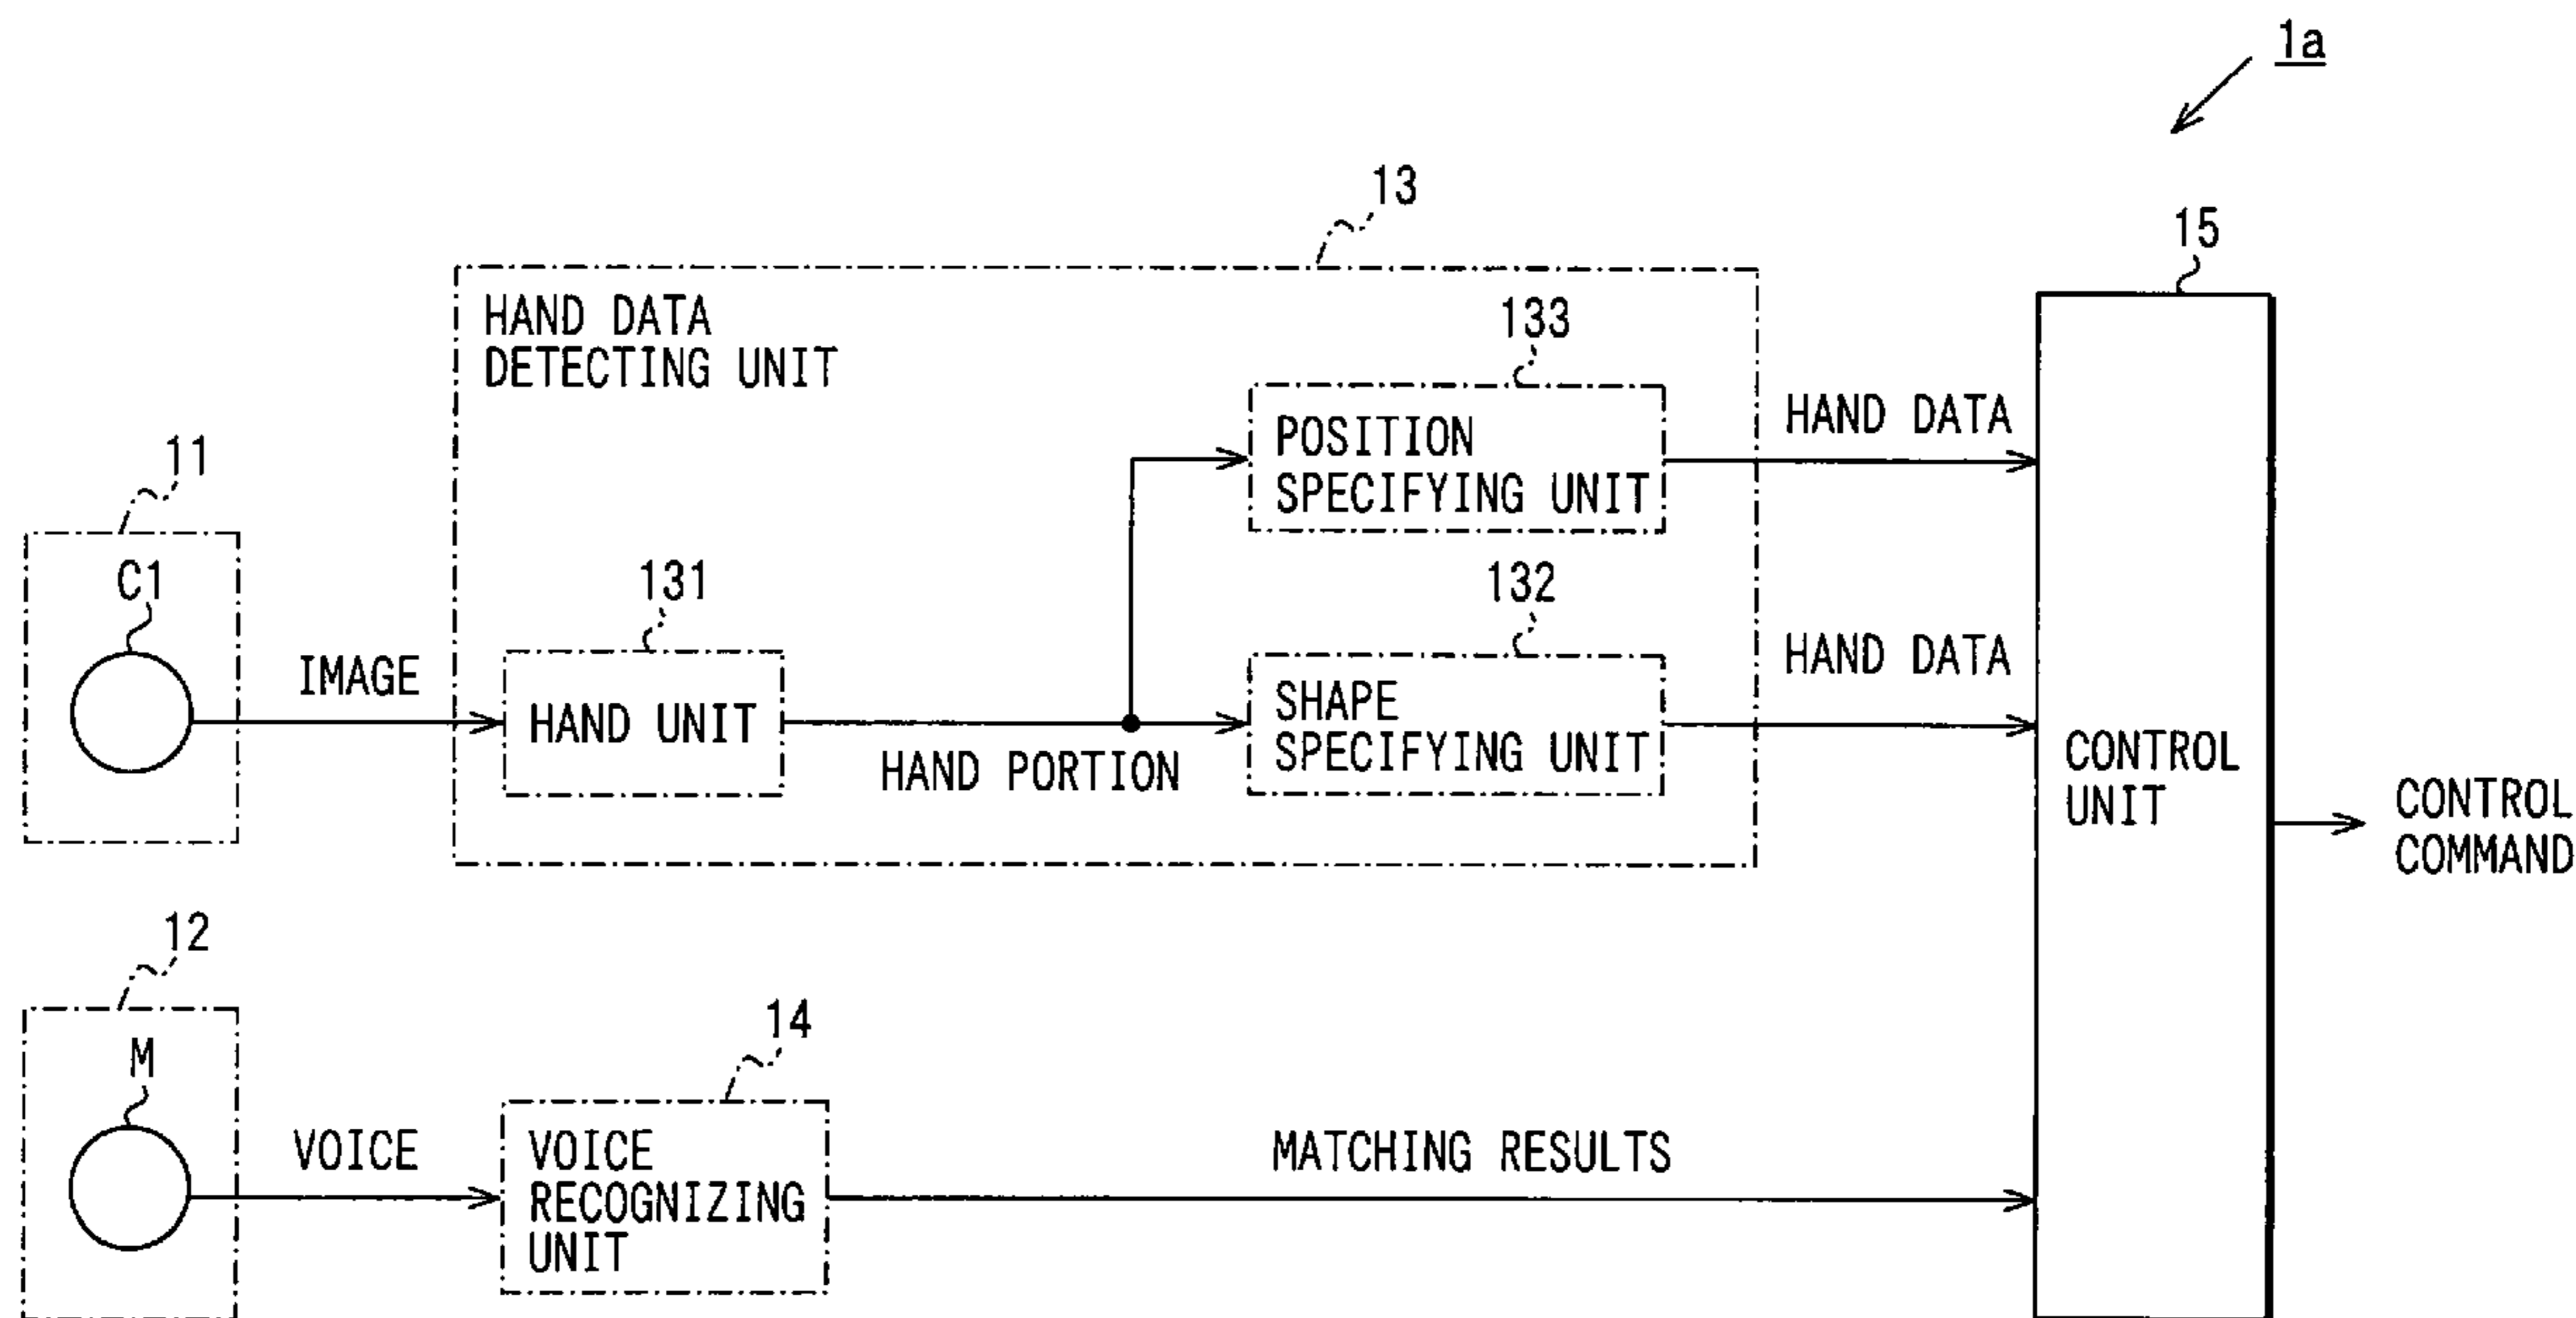 1a
13
15
HAND DATA
DETECTING UNIT
133
POSITION
SPECIFYING UNIT
HAND DATA
11
C1
IMAGE
131
HAND UNIT
HAND PORTION
132
SHAPE
SPECIFYING UNIT
HAND DATA
CONTROL
UNIT
CONTROL
COMMAND
12
M
VOICE
14
VOICE
RECOGNIZING
UNIT
MATCHING RESULTS